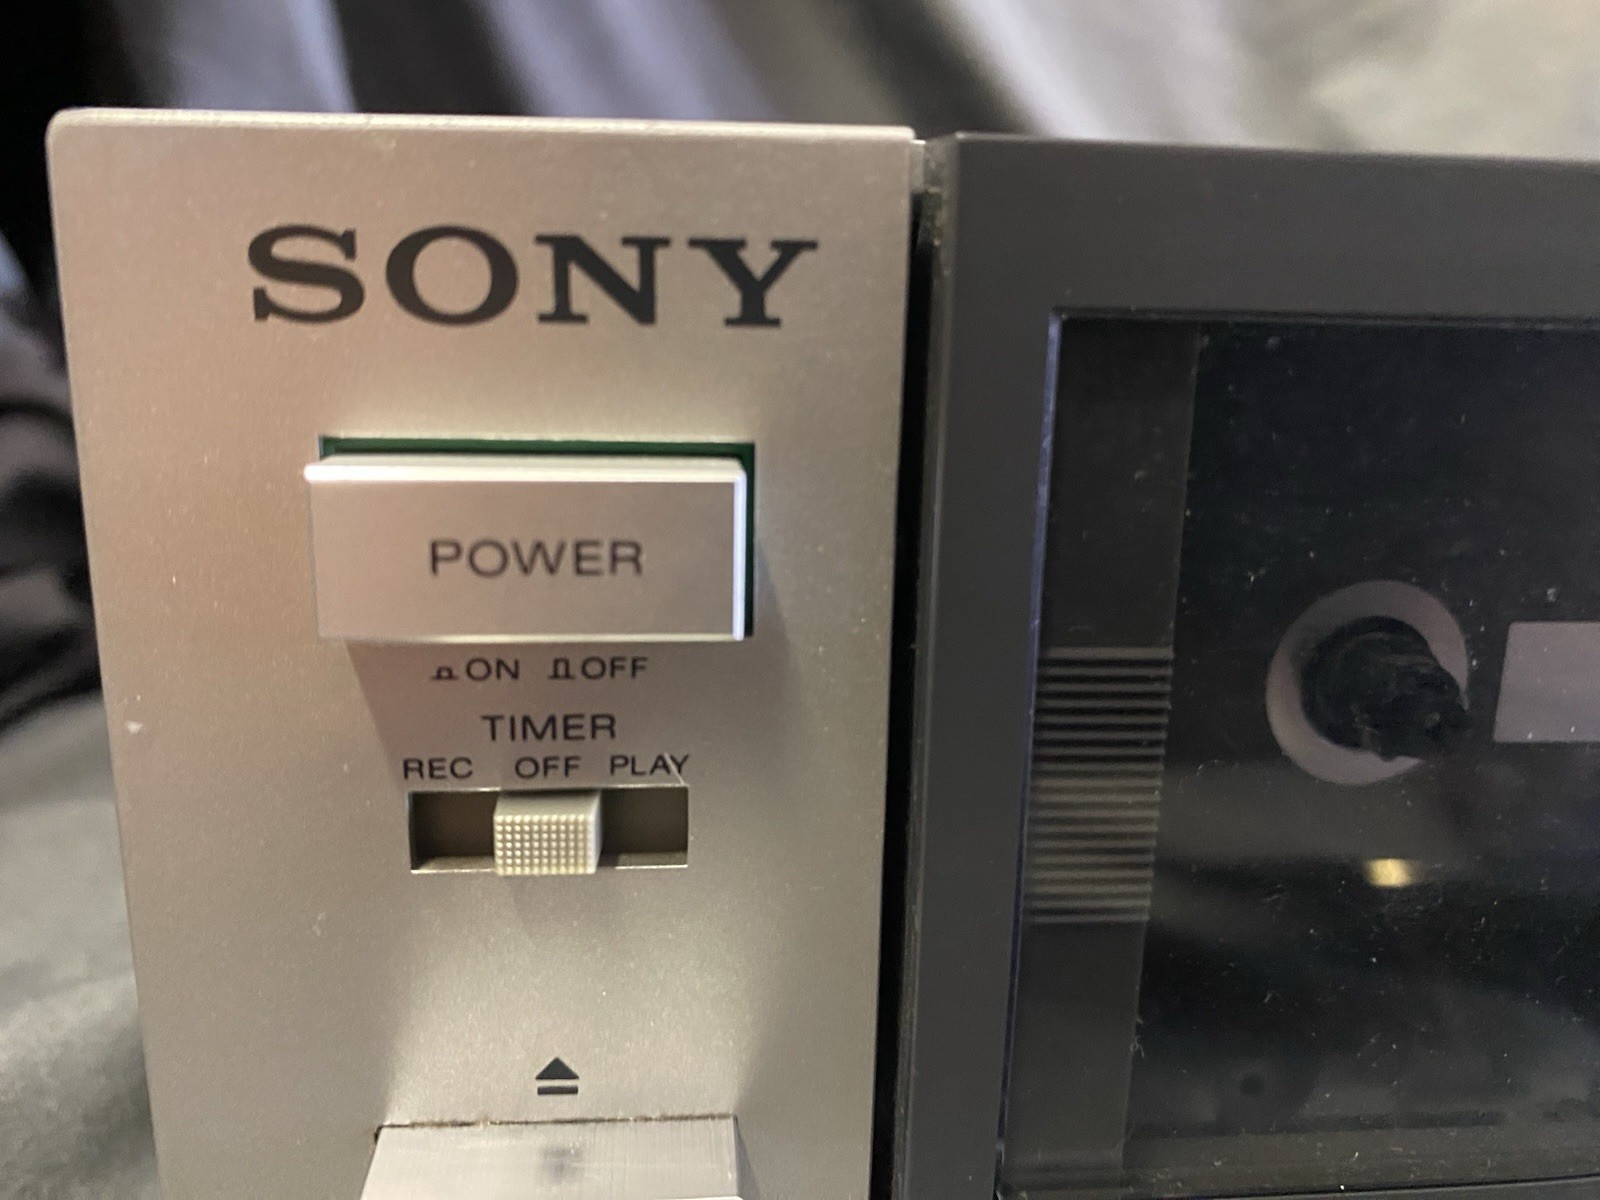 SONY
POWER
ON OFF
TIMER
REC OFF PLAY